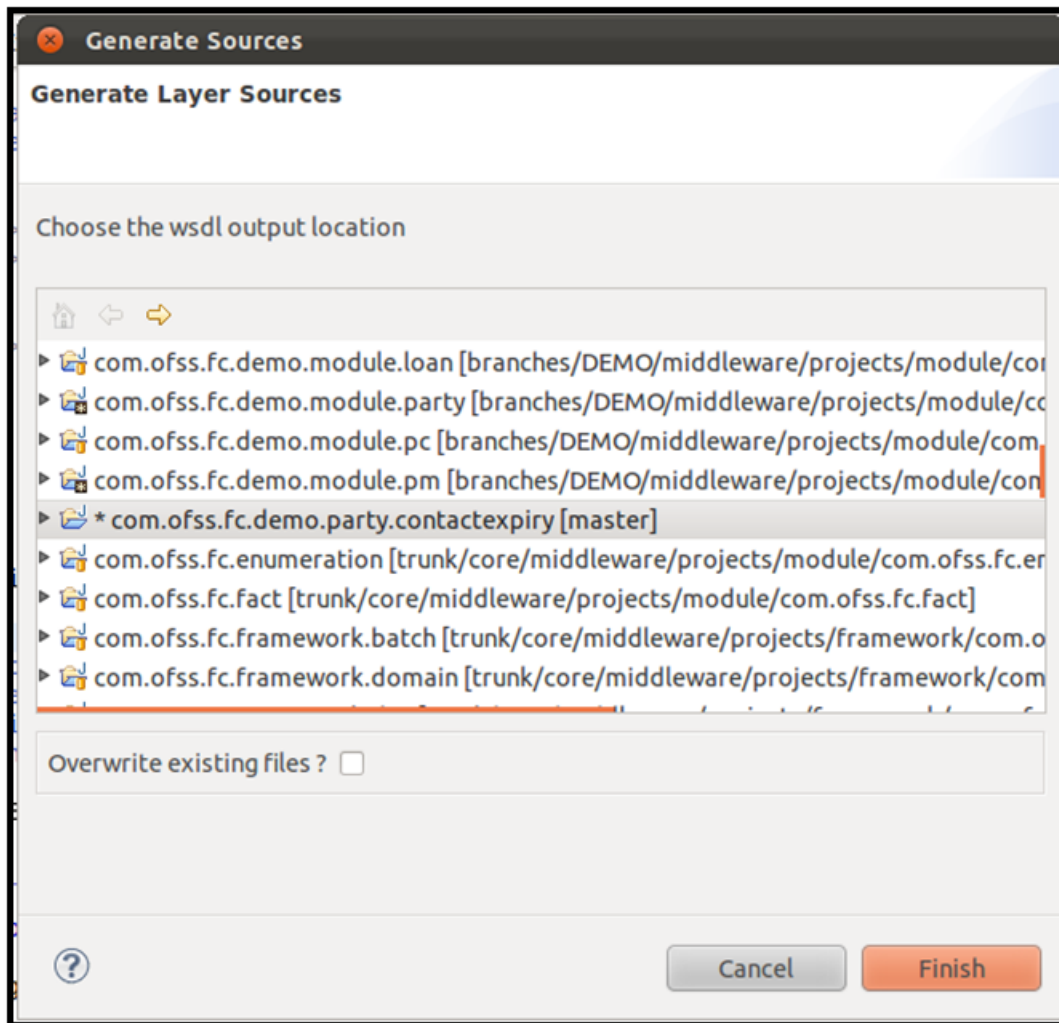 Generate Sources
Generate Layer Sources
Choose the wsdl output location
com.ofss.fc.demo.module.loan [branches/DEMO/middleware/projects/module/co
com.ofss.fc.demo.module.party [branches/DEMO/middleware/projects/module/c
com.ofss.fc.demo.module.pc [branches/DEMO/middleware/projects/module/com.
com.ofss.fc.demo.module.pm [branches/DEMO/middleware/projects/module/com
* com.ofss.fc.demo.party.contactexpiry [master]
com.ofss.fc.enumeration [trunk/core/middleware/projects/module/com.ofss.fc.er
com.ofss.fc.fact [trunk/core/middleware/projects/module/com.ofss.fc.fact]
com.ofss.fc.framework.batch [trunk/core/middleware/projects/framework/com.o
com.ofss.fc.framework.domain [trunk/core/middleware/projects/framework/com
Overwrite existing files ?
Cancel Finish